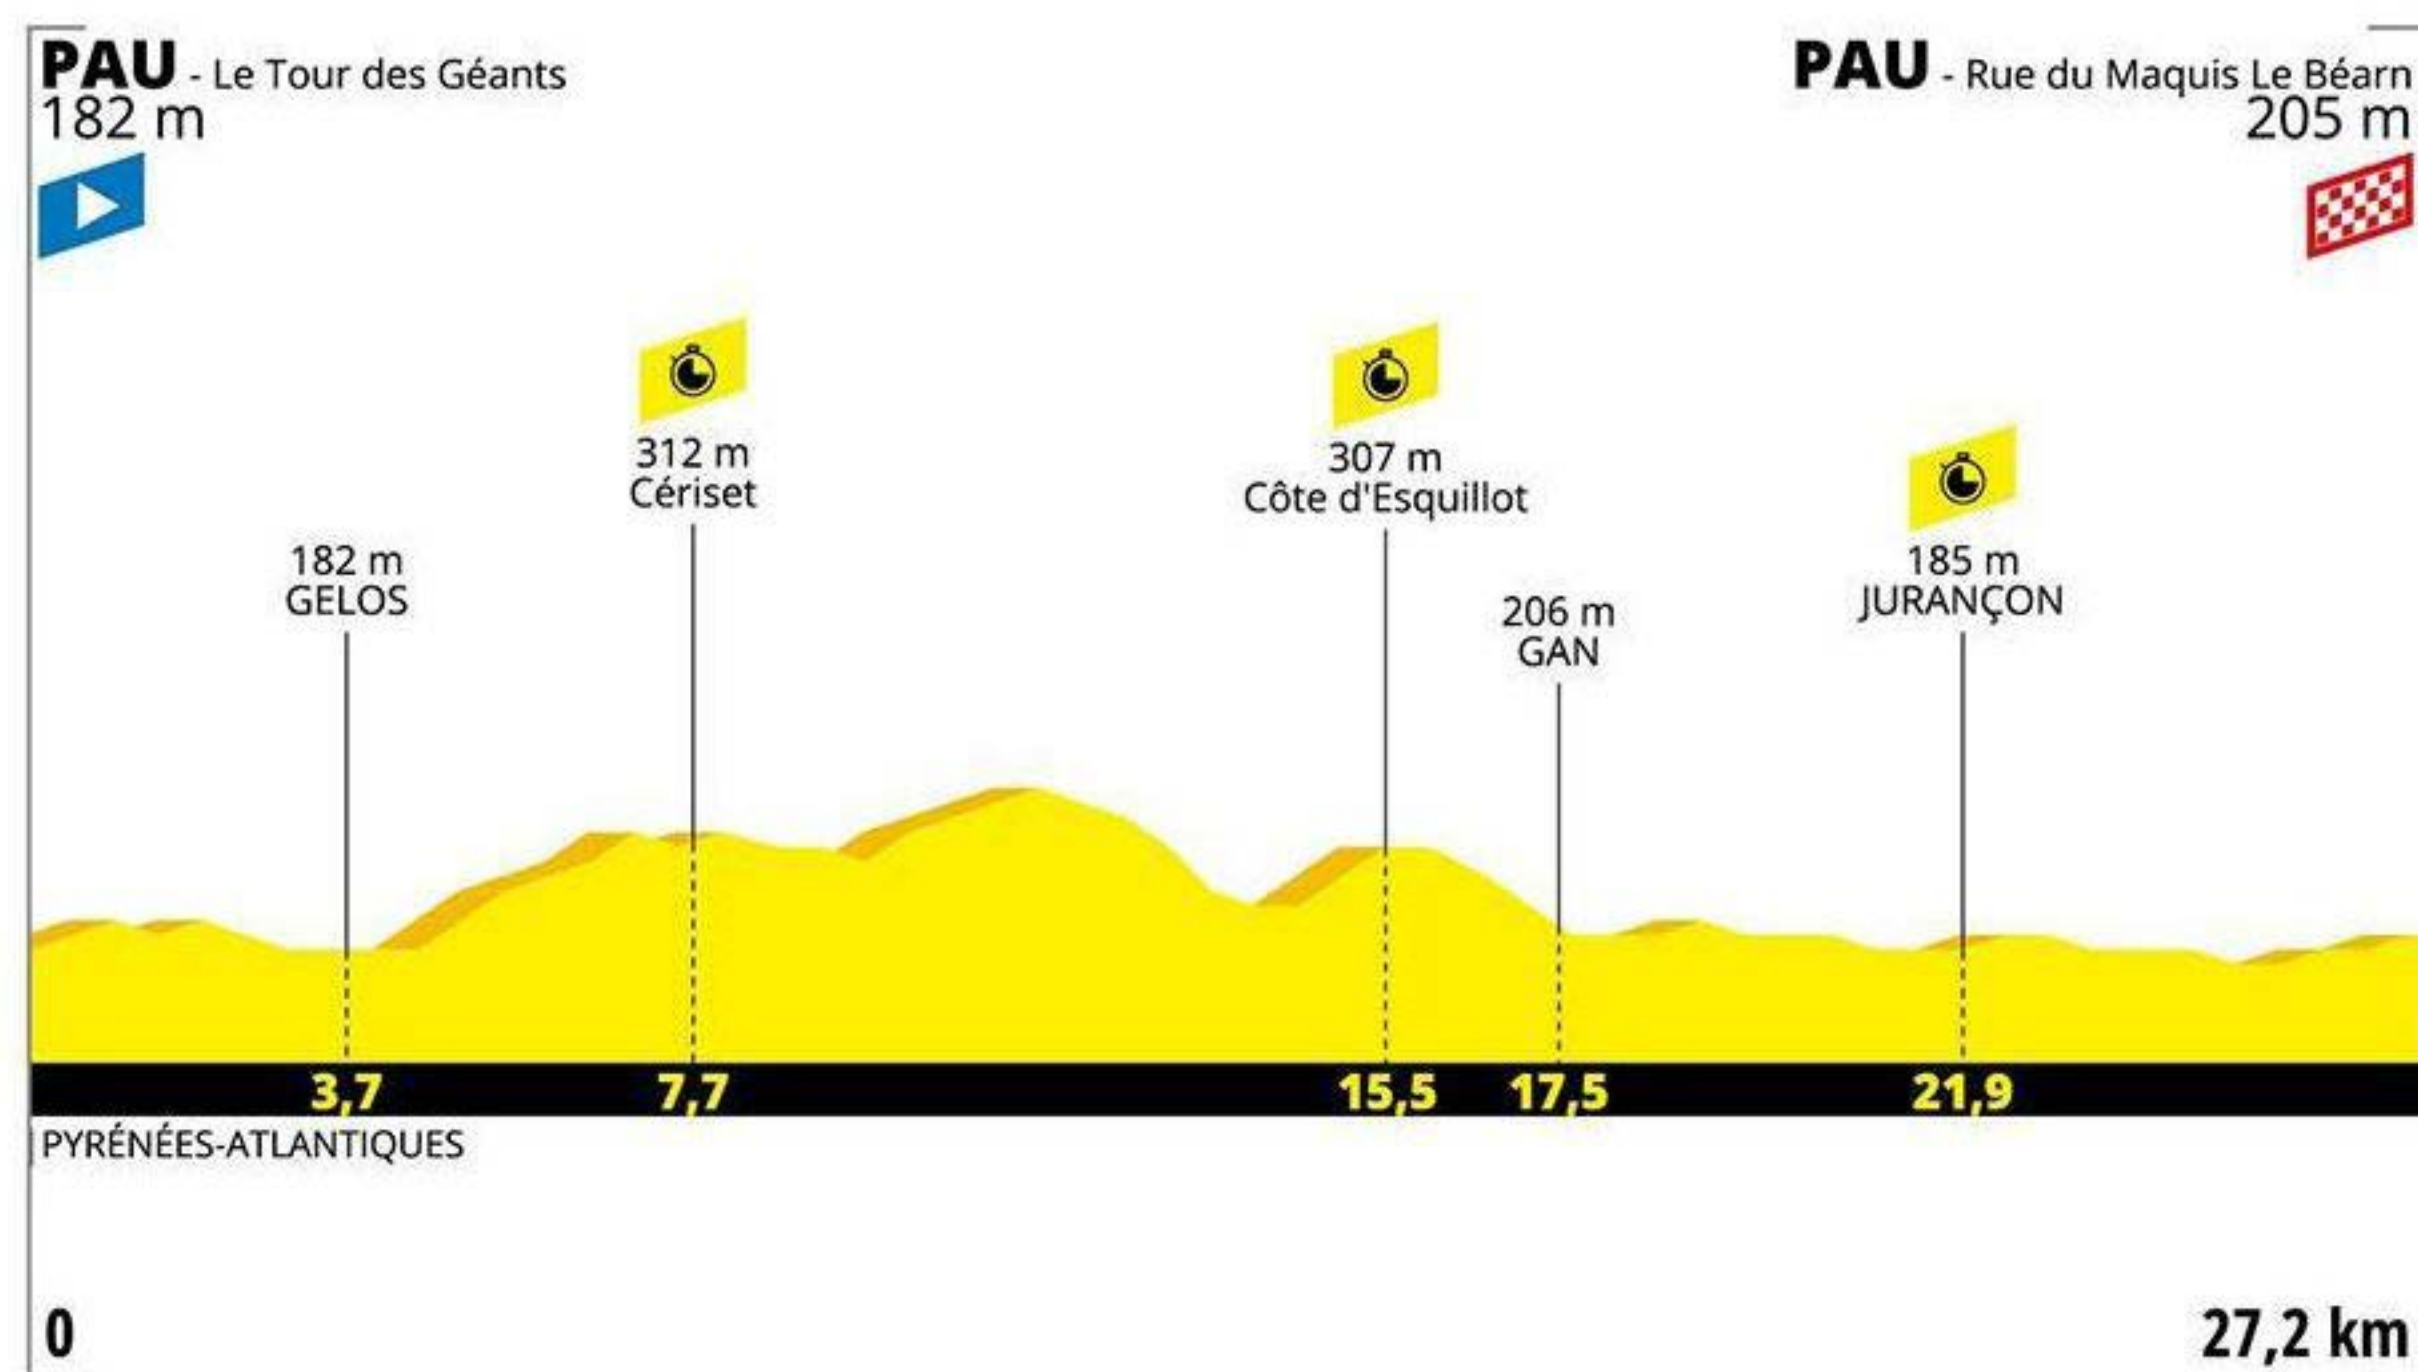 PAU - Le Tour des Géants
182 m
PAU - Rue du Maquis Le Béarn
205 m
312 m
Cériset
307 m
Côte d'Esquillot
182 m
GELOS
206 m
GAN
185 m
JURANÇON
3,7 7,7 15,5 17,5 21,9
PYRÉNÉES-ATLANTIQUES
0 27,2 km